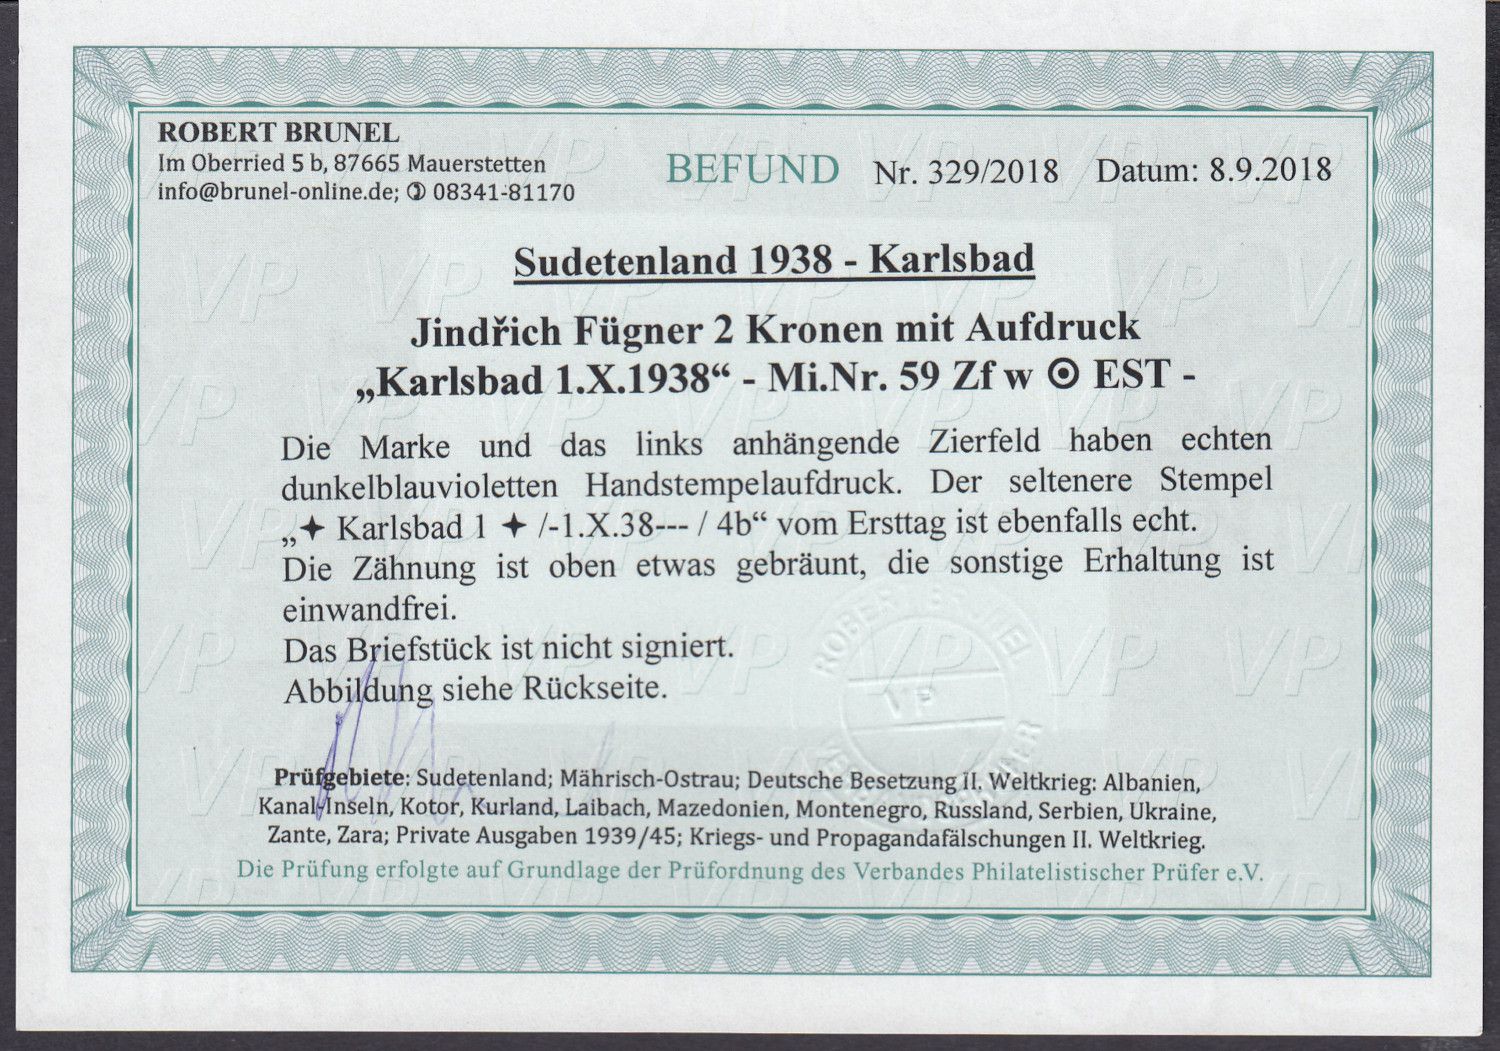 ROBERT BRUNEL
Im Oberried 5 b, 87665 Mauerstetten
info@brunel-online.de; ✆ 08341-81170
BEFUND Nr. 329/2018 Datum: 8.9.2018
Sudetenland 1938 - Karlsbad
Jindřich Fügner 2 Kronen mit Aufdruck
„Karlsbad 1.X.1938“ - Mi.Nr. 59 Zf w ⊙ EST -
Die Marke und das links anhängende Zierfeld haben echten
dunkelblauvioletten Handstempelaufdruck. Der seltenere Stempel
„✦ Karlsbad 1 ✦ /-1.X.38--- / 4b“ vom Ersttag ist ebenfalls echt.
Die Zähnung ist oben etwas gebräunt, die sonstige Erhaltung ist
einwandfrei.
Das Briefstück ist nicht signiert.
Abbildung siehe Rückseite.
ROBERT BRUNEL
VP
Prüfgebiete: Sudetenland; Mährisch-Ostrau; Deutsche Besetzung II. Weltkrieg: Albanien,
Kanal-Inseln, Kotor, Kurland, Laibach, Mazedonien, Montenegro, Russland, Serbien, Ukraine,
Zante, Zara; Private Ausgaben 1939/45; Kriegs- und Propagandafälschungen II. Weltkrieg.
Die Prüfung erfolgte auf Grundlage der Prüfordnung des Verbandes Philatelistischer Prüfer e.V.